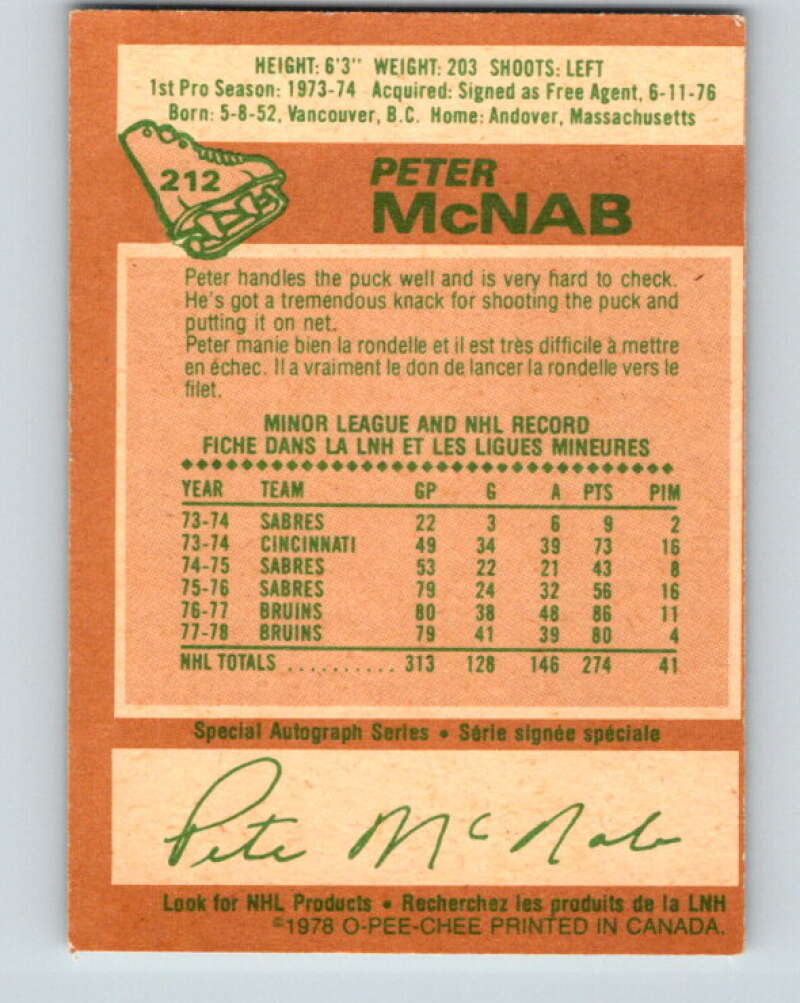 HEIGHT: 6'3" WEIGHT: 203 SHOOTS: LEFT
1st Pro Season: 1973-74 Acquired: Signed as Free Agent, 6-11-76
Born: 5-8-52, Vancouver, B.C. Home: Andover, Massachusetts
212
PETER
McNAB
Peter handles the puck well and is very hard to check.
He's got a tremendous knack for shooting the puck and
putting it on net.
Peter manie bien la rondelle et il est très difficile à mettre
en échec. Il a vraiment le don de lancer la rondelle vers le
filet.
MINOR LEAGUE AND NHL RECORD
FICHE DANS LA LNH ET LES LIGUES MINEURES
YEAR TEAM GP G A PTS PIM
73-74 SABRES 22 3 6 9 2
73-74 CINCINNATI 49 34 39 73 16
74-75 SABRES 53 22 21 43 8
75-76 SABRES 79 24 32 56 16
76-77 BRUINS 80 38 48 86 11
77-78 BRUINS 79 41 39 80 4
NHL TOTALS .......... 313 128 146 274 41
Special Autograph Series • Série signée spéciale
Pete McNab
Look for NHL Products • Recherchez les produits de la LNH
©1978 O-PEE-CHEE PRINTED IN CANADA.